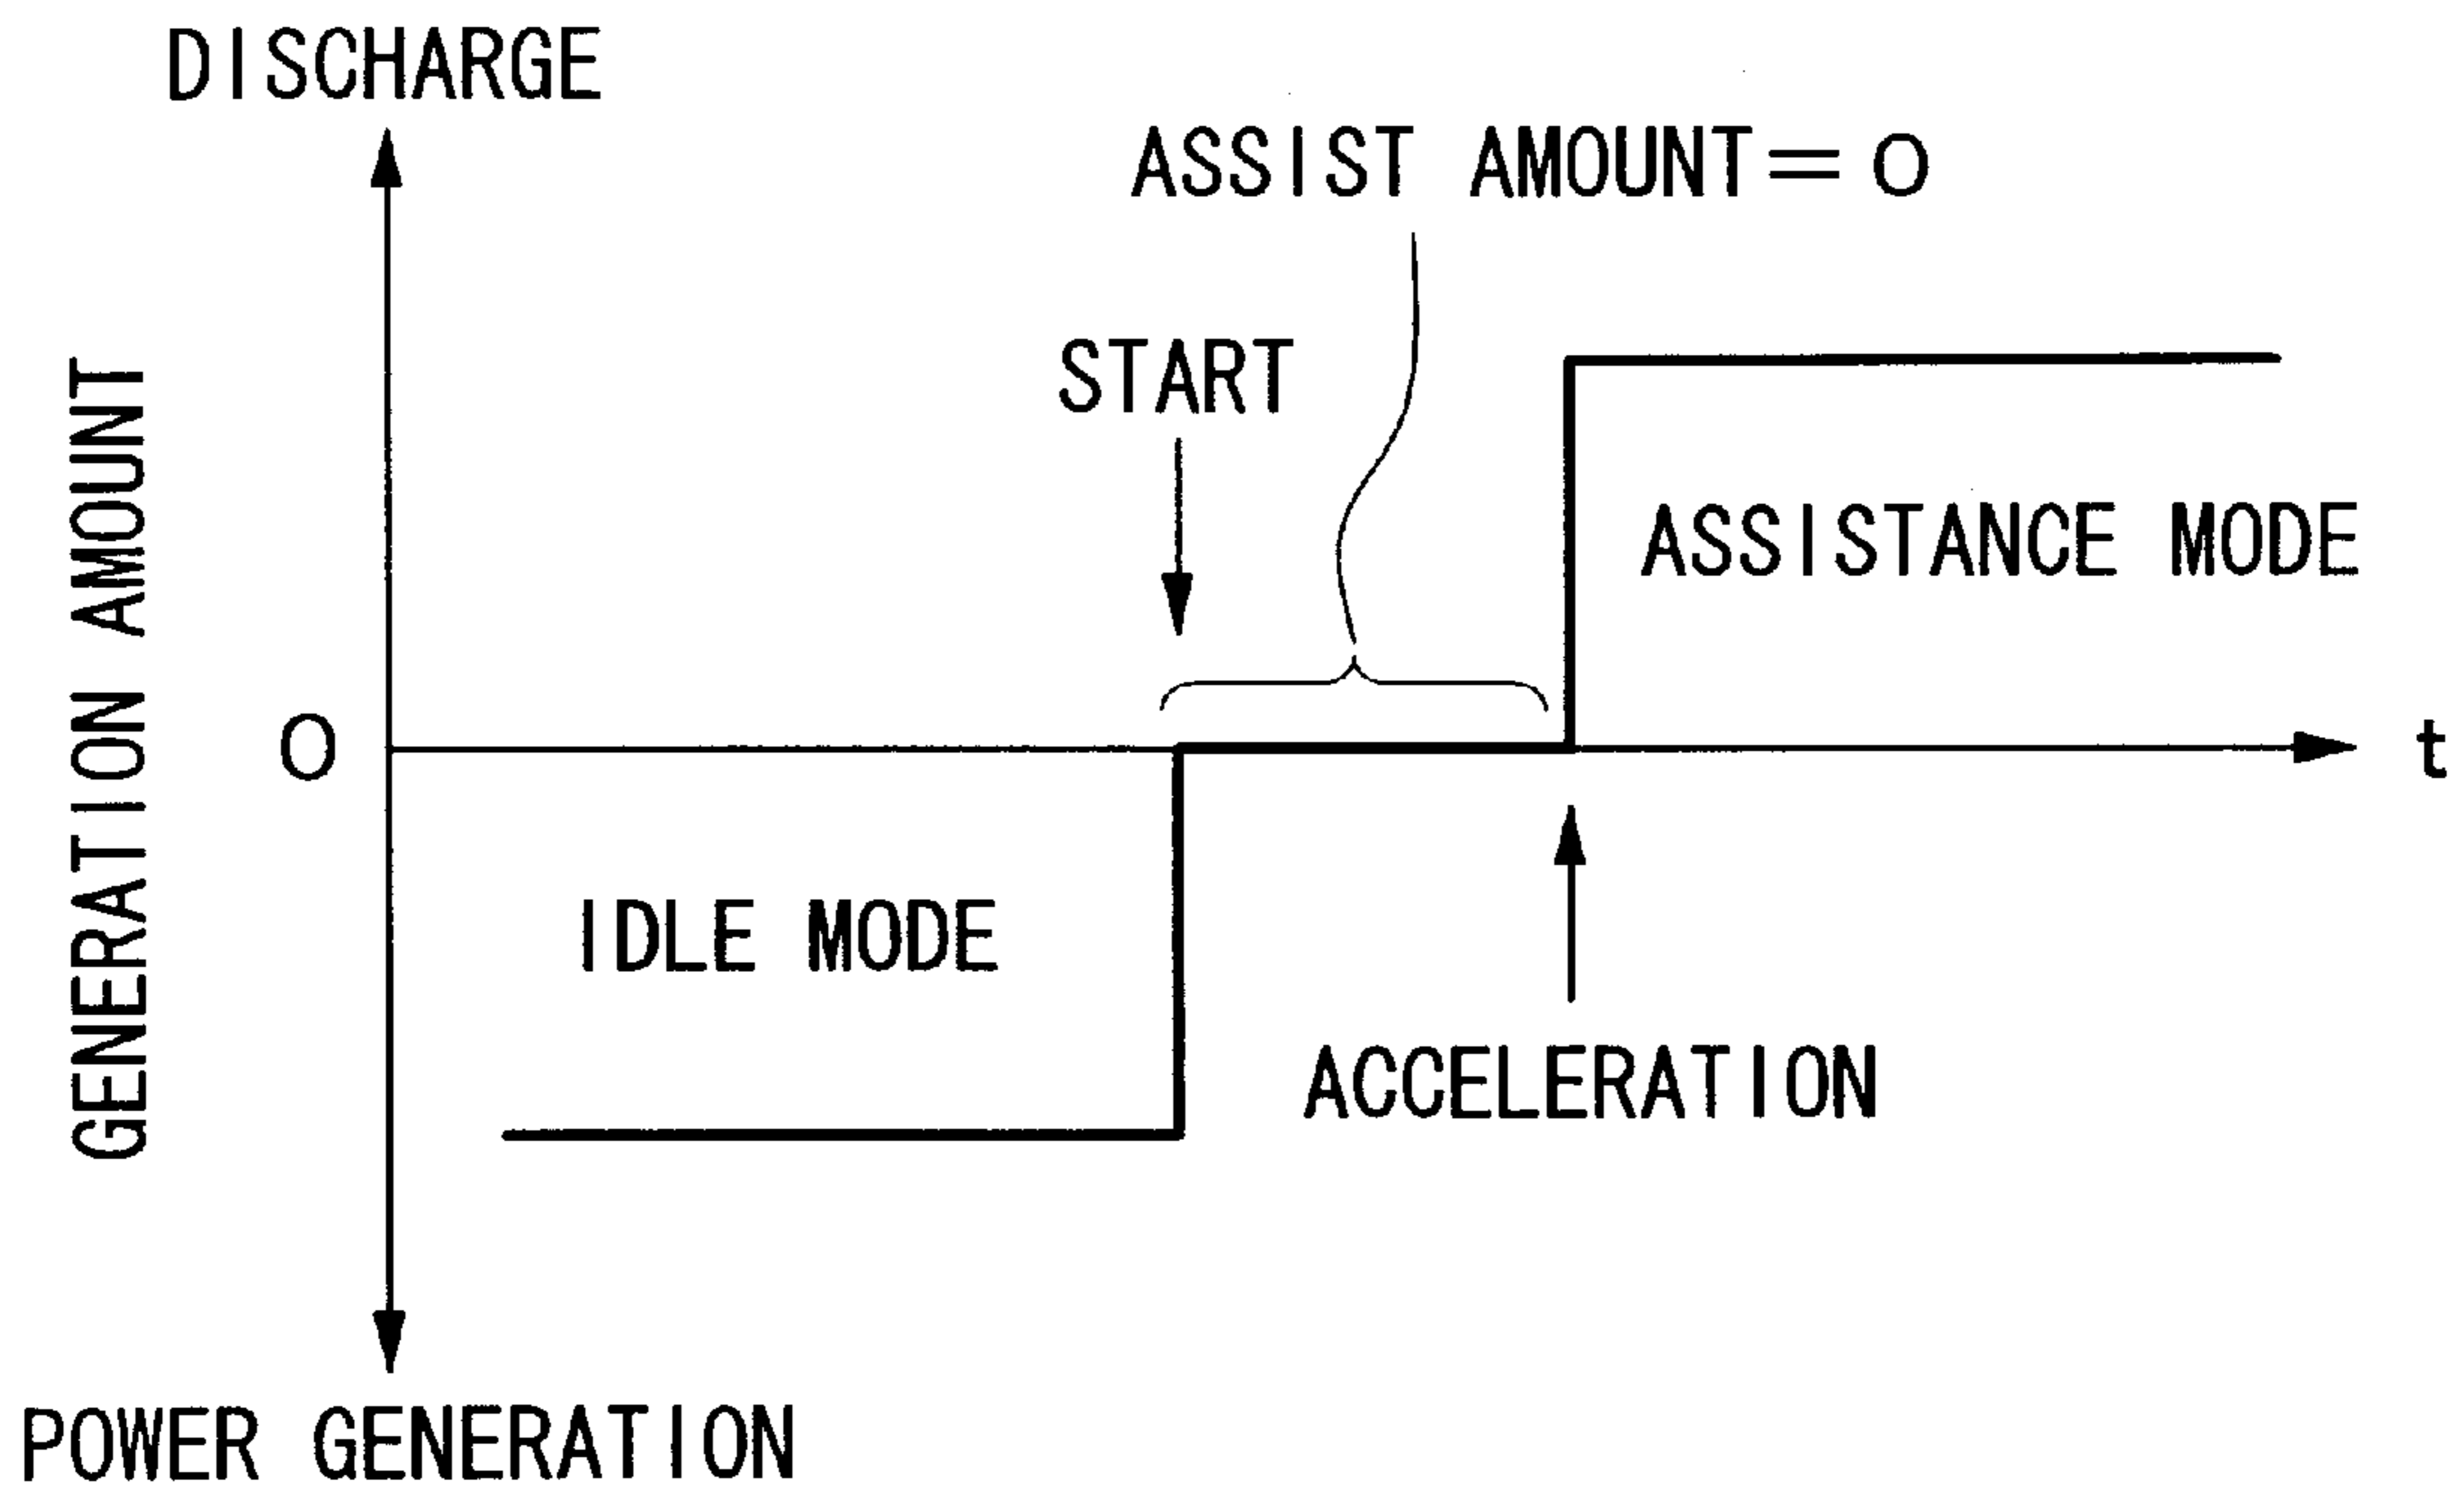 DISCHARGE
ASSIST AMOUNT=0
START
GENERATION AMOUNT
ASSISTANCE MODE
0
t
IDLE MODE
ACCELERATION
POWER GENERATION